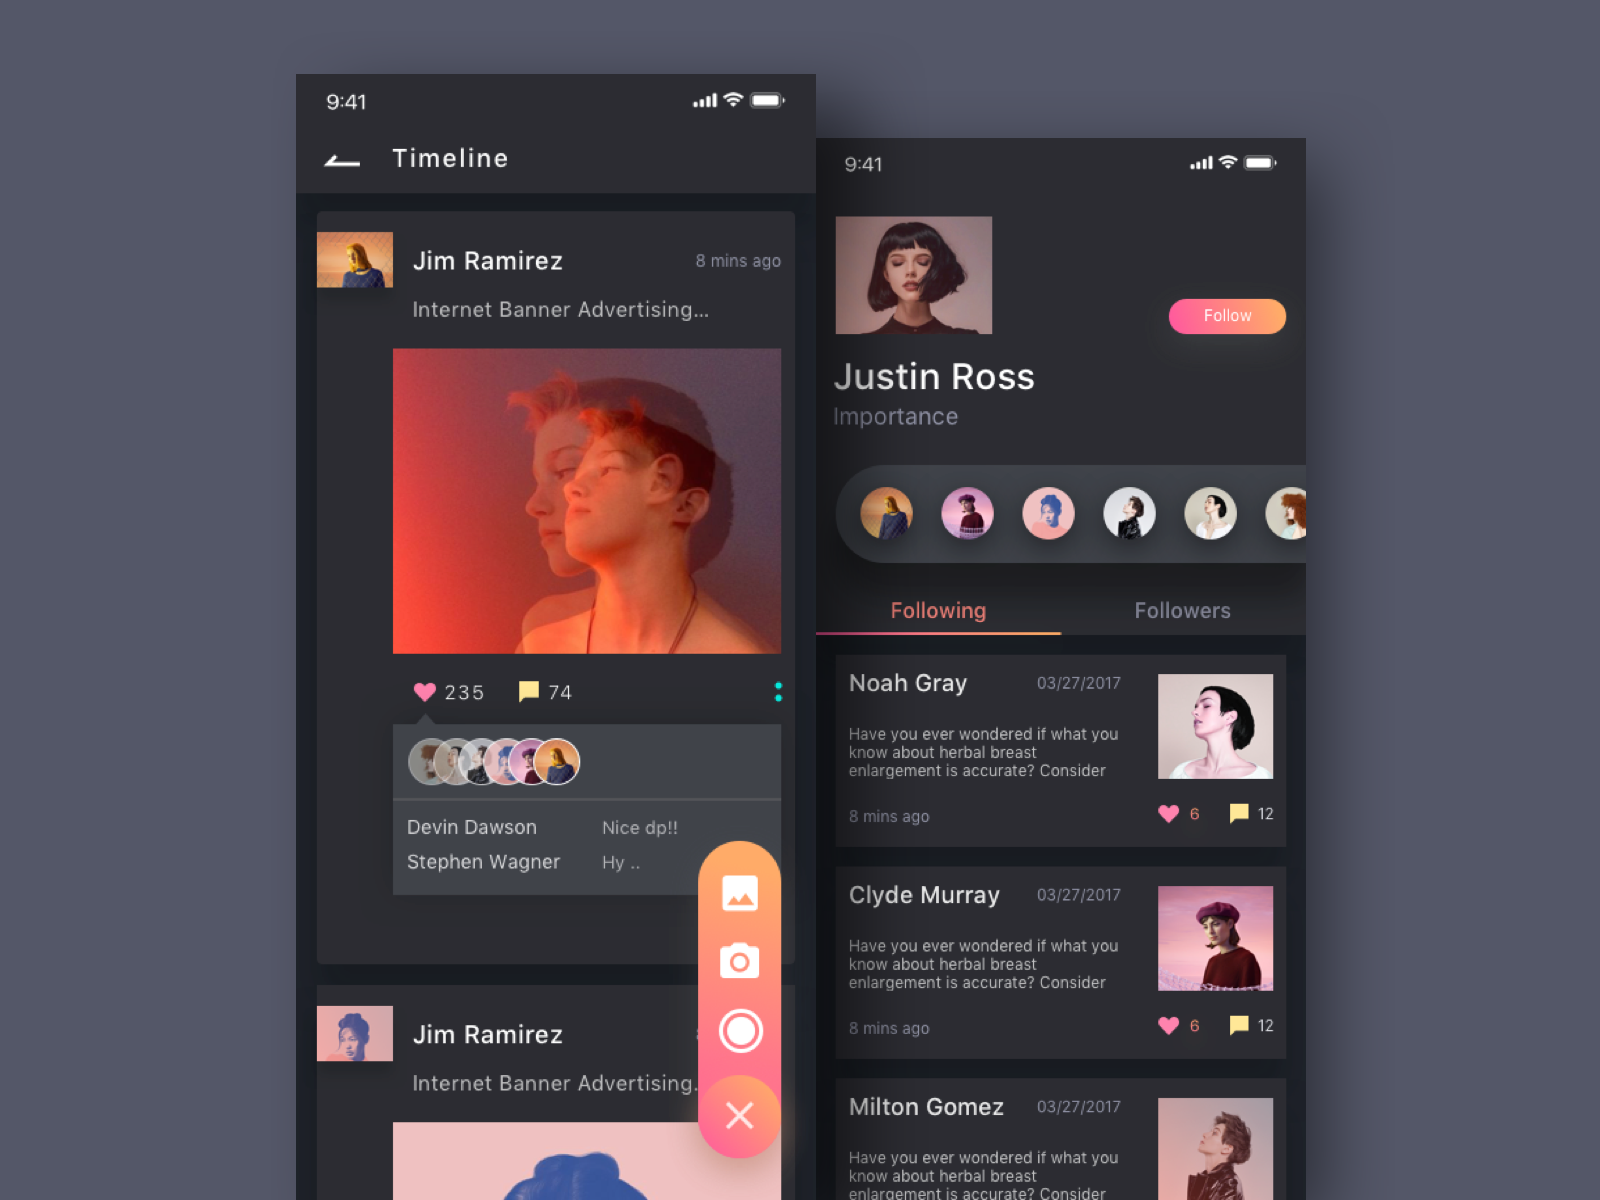 9:41
Timeline
Jim Ramirez
8 mins ago
Internet Banner Advertising...
235
74
Devin Dawson
Nice dp!!
Stephen Wagner
Hy ..
Jim Ramirez
Internet Banner Advertising.
9:41
Follow
Justin Ross
Importance
Following
Followers
Noah Gray
03/27/2017
Have you ever wondered if what you
know about herbal breast
enlargement is accurate? Consider
8 mins ago
6
12
Clyde Murray
03/27/2017
Have you ever wondered if what you
know about herbal breast
enlargement is accurate? Consider
8 mins ago
6
12
Milton Gomez
03/27/2017
Have you ever wondered if what you
know about herbal breast
enlargement is accurate? Consider